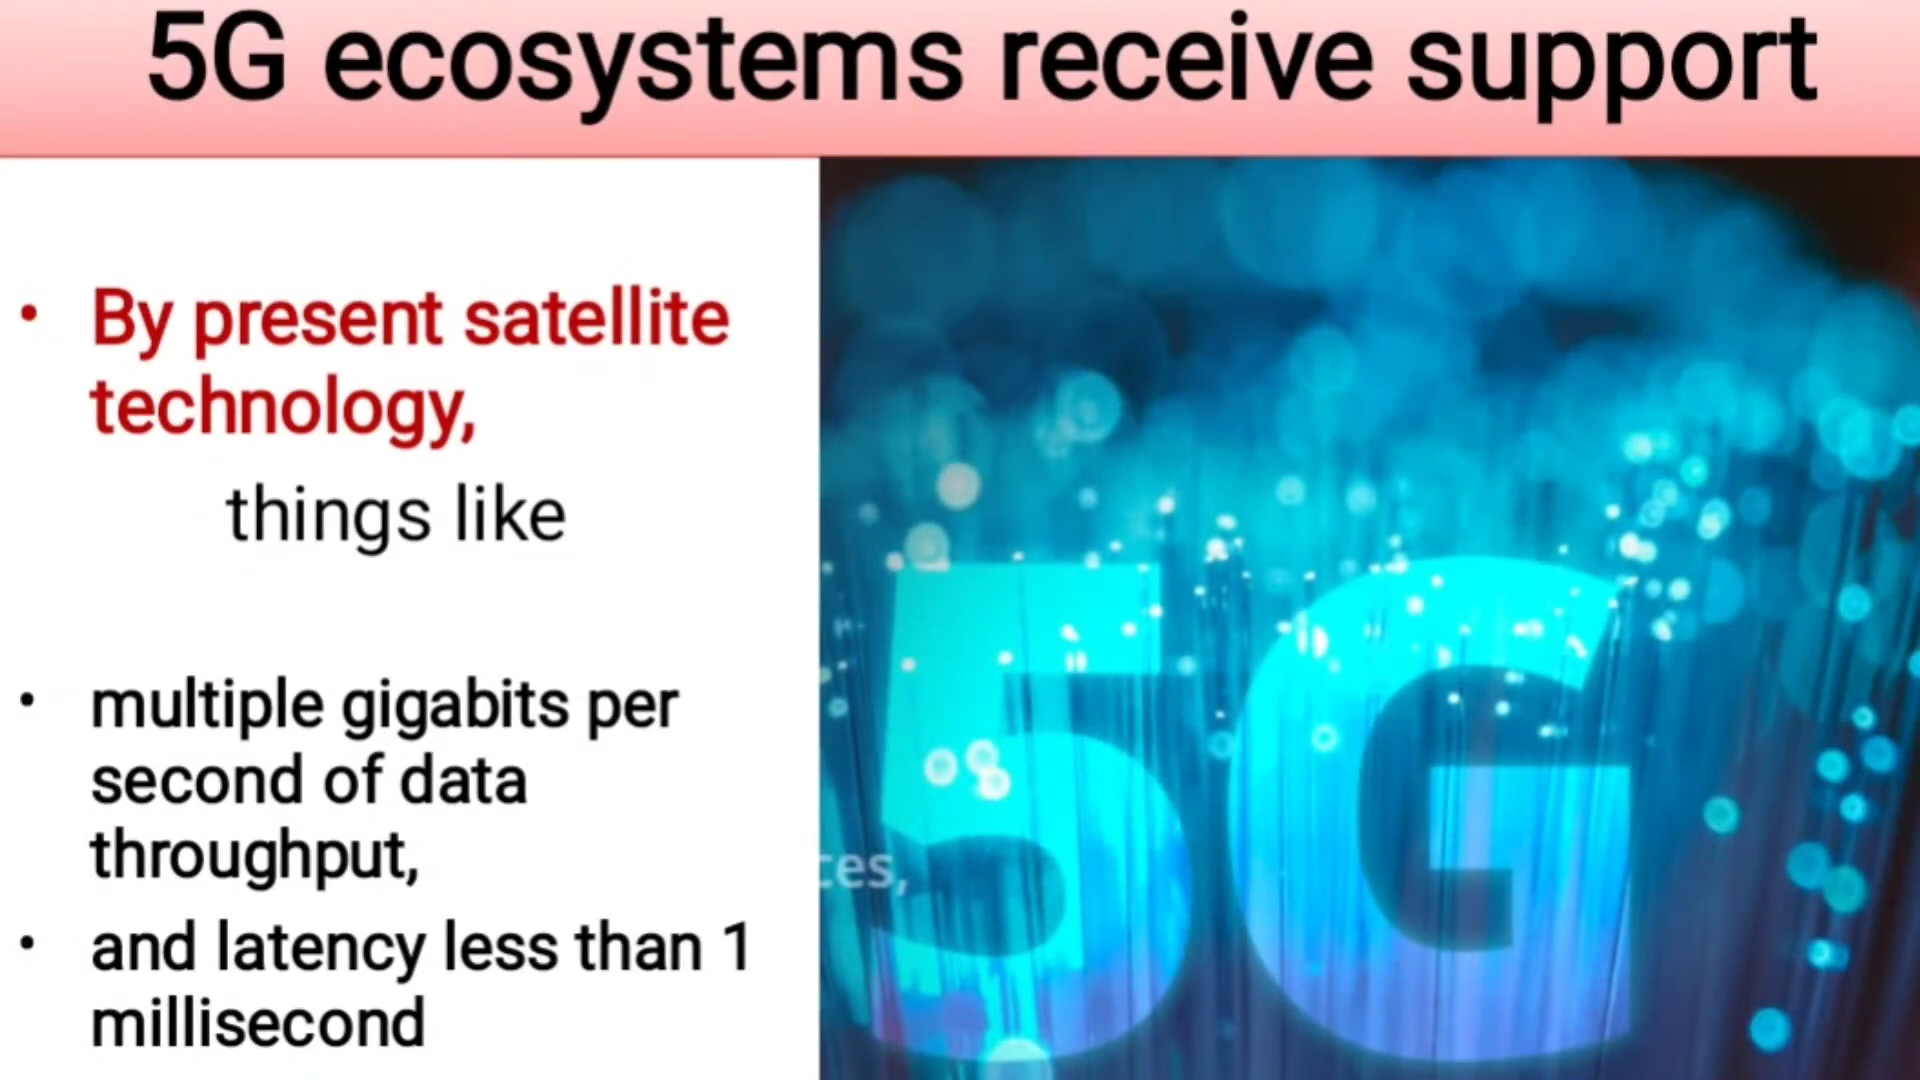 5G ecosystems receive support
• By present satellite
technology,
things like
• multiple gigabits per
second of data
throughput,
• and latency less than 1
millisecond
5G